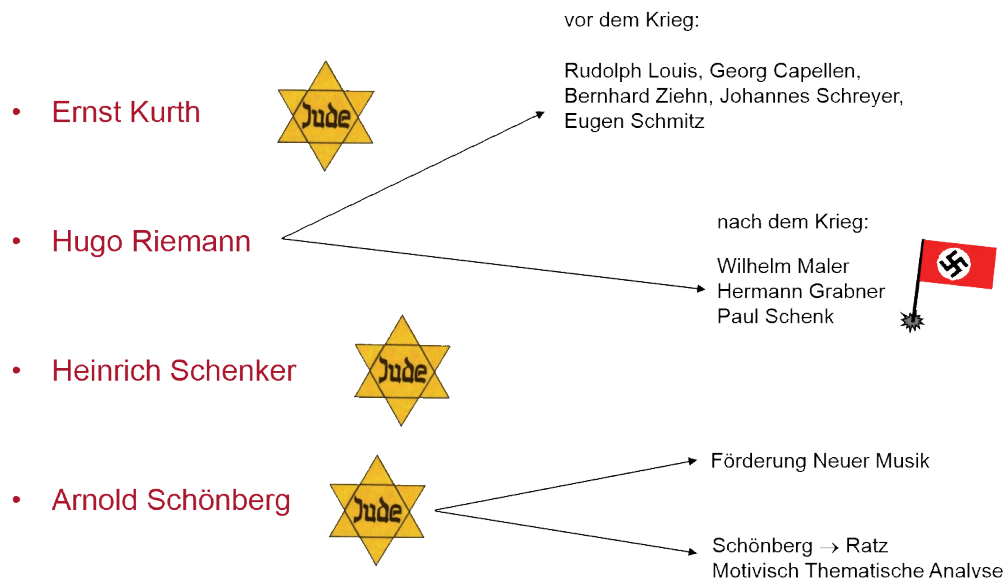 vor dem Krieg:
Rudolph Louis, Georg Capellen,
Bernhard Ziehn, Johannes Schreyer,
Eugen Schmitz
• Ernst Kurth
Jude
• Hugo Riemann
nach dem Krieg:
Wilhelm Maler
Hermann Grabner
Paul Schenk
• Heinrich Schenker
Jude
• Arnold Schönberg
Jude
Förderung Neuer Musik
Schönberg → Ratz
Motivisch Thematische Analyse